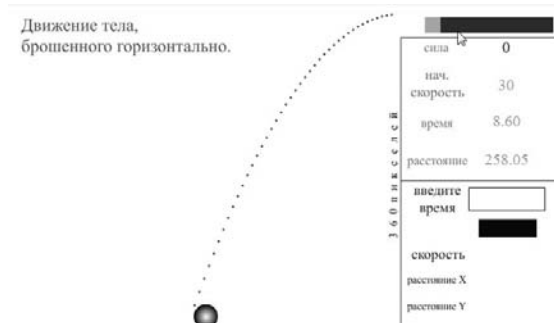 Движение тела,
брошенного горизонтально.
сила 0
нач.
скорость 30
время 8.60
расстояние 258.05
360 пикселей
введите
время
скорость
расстояние X
расстояние Y